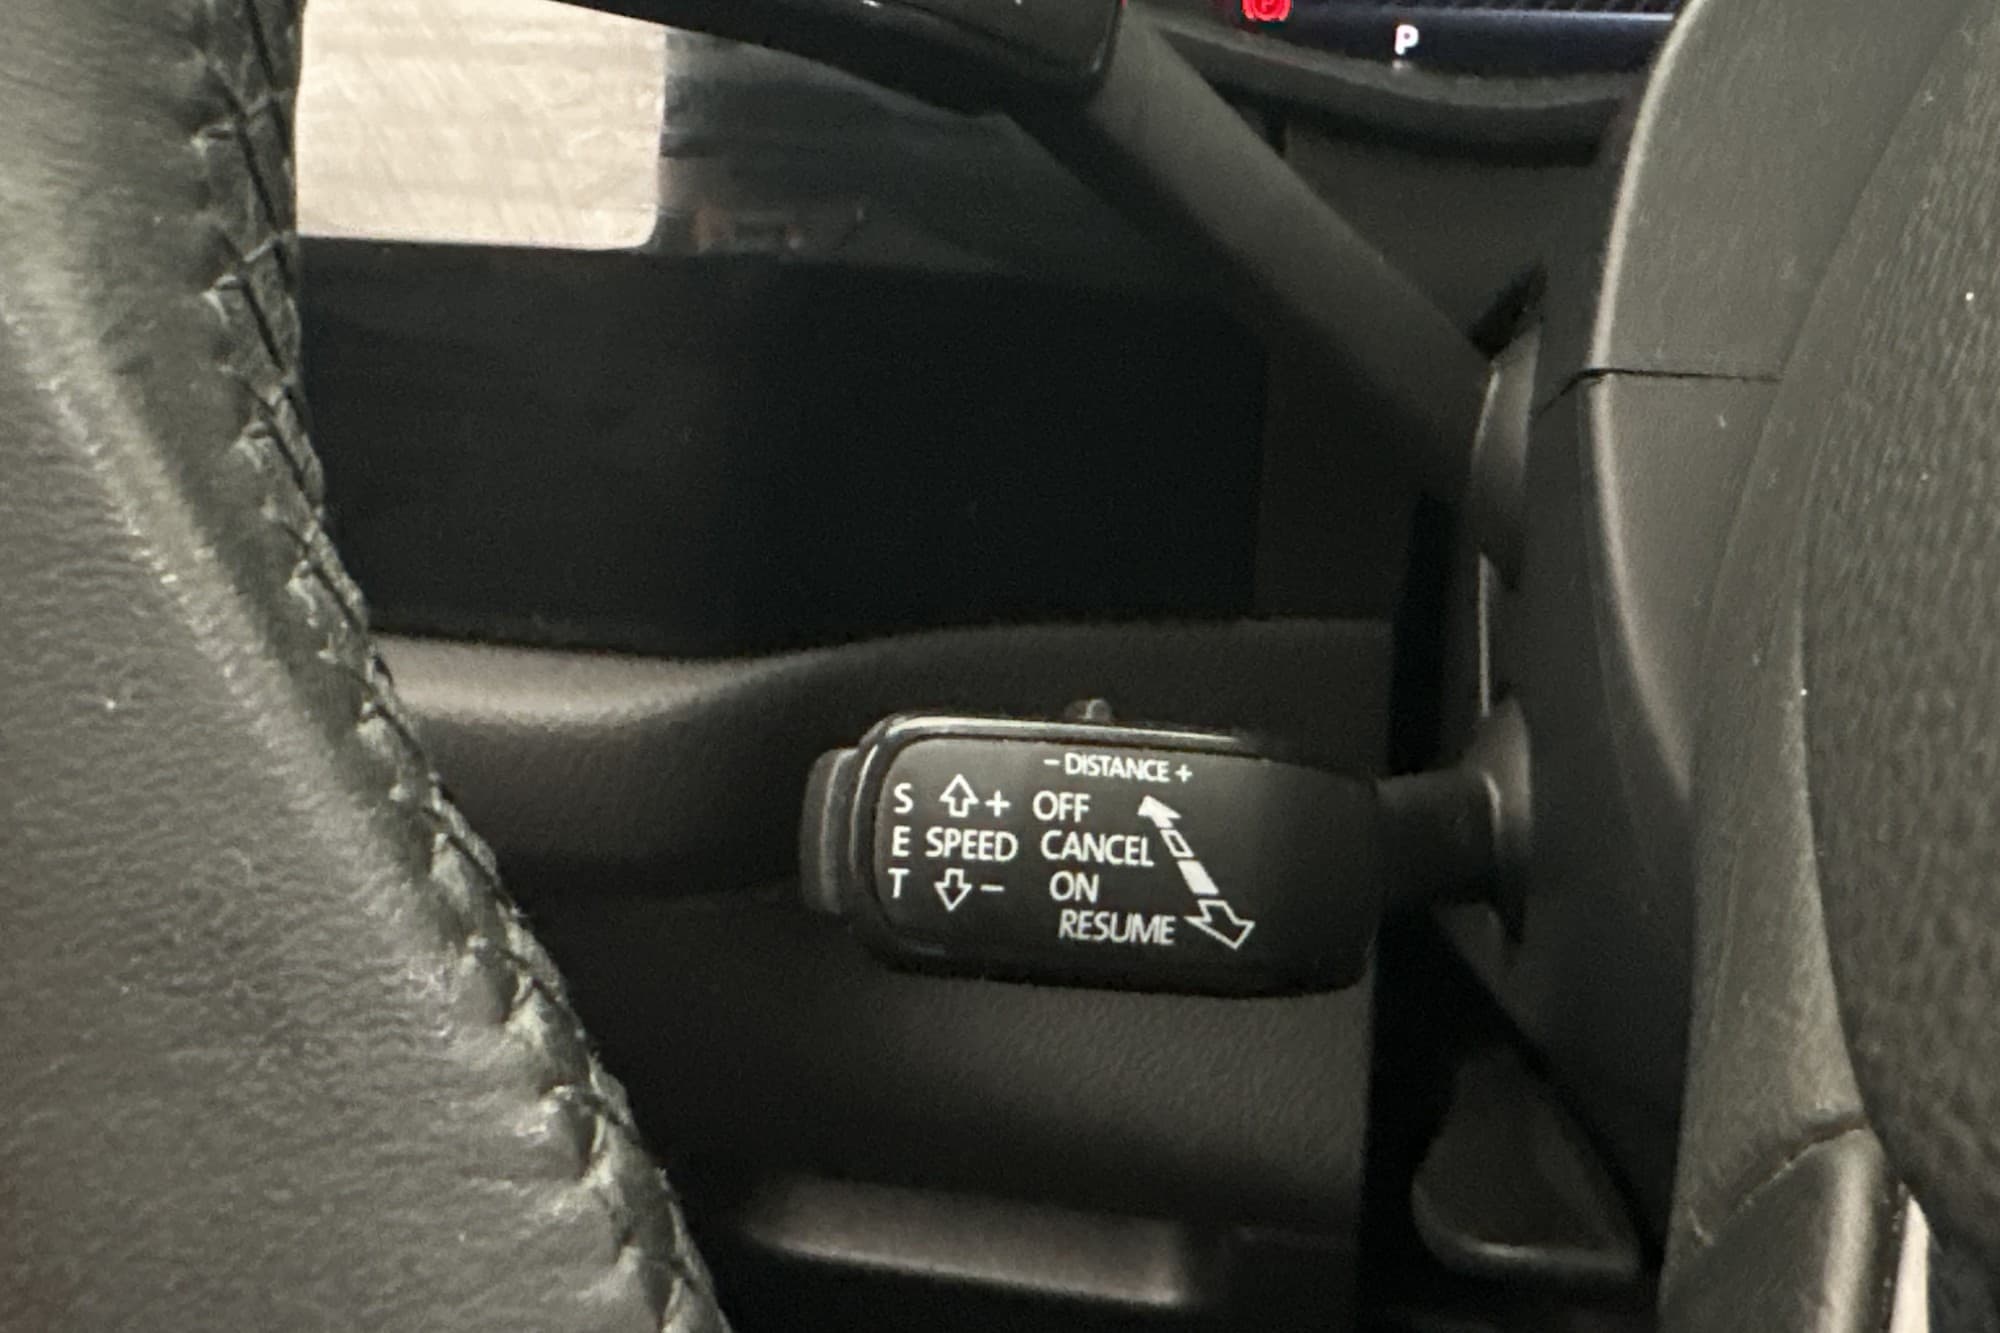 P
P
- DISTANCE +
S + OFF
E SPEED CANCEL
T - ON
RESUME